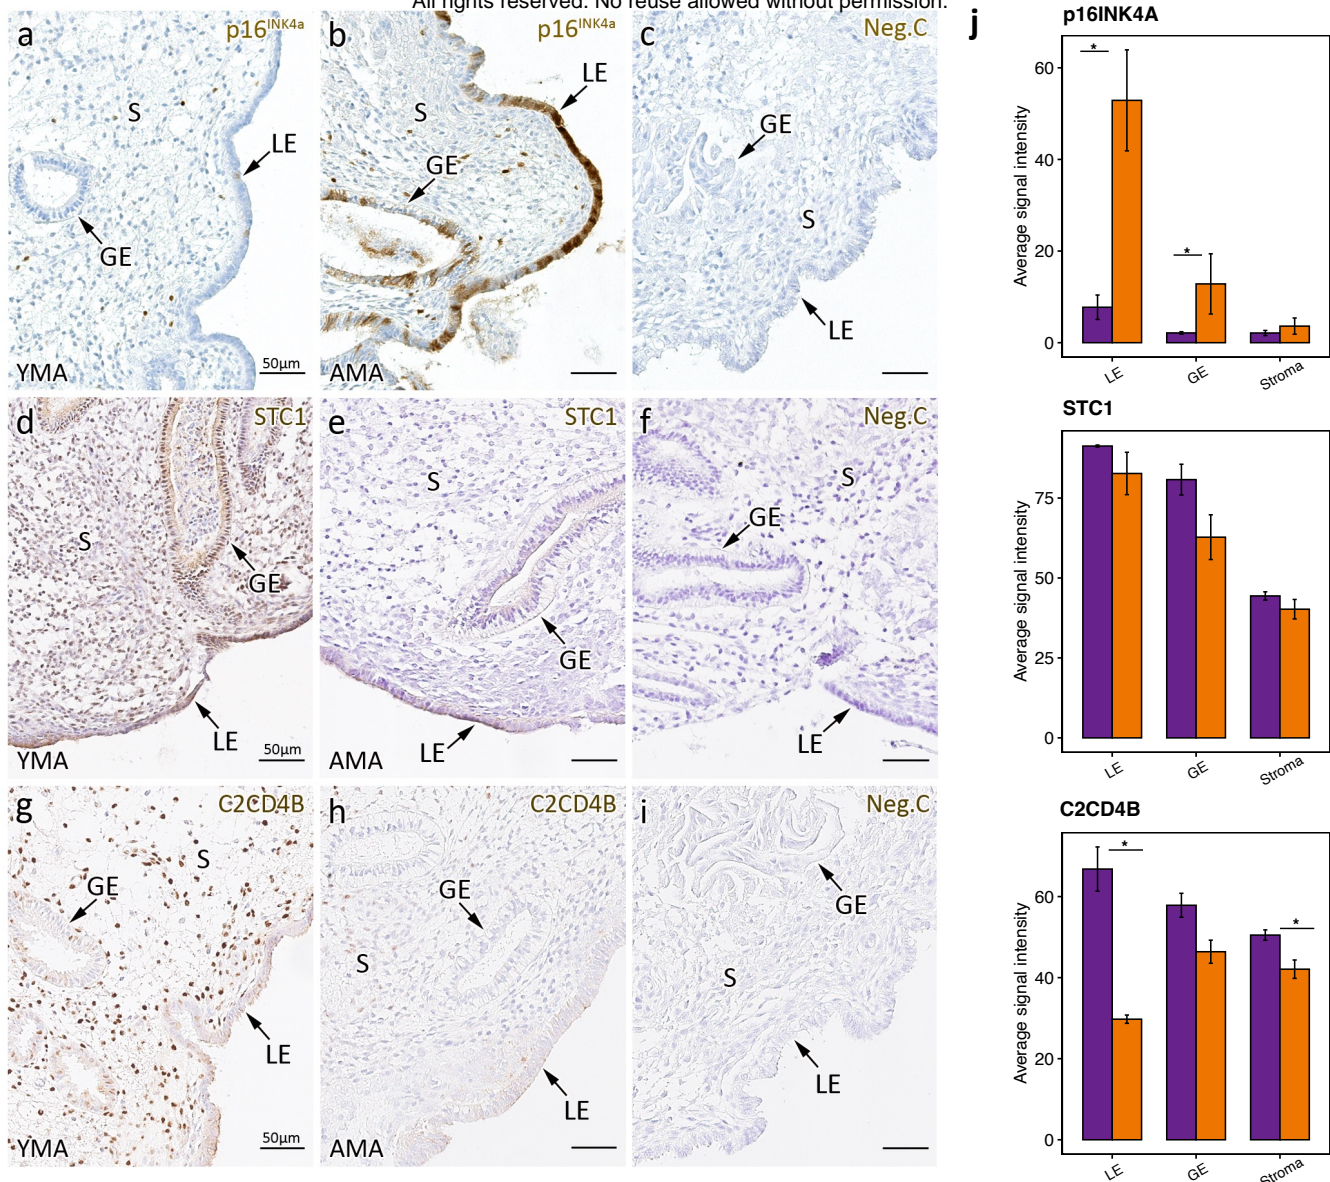 All rights reserved. No reuse allowed without permission.
a p16INK4a S LE GE YMA 50µm
b p16INK4a LE S GE AMA
c Neg.C GE S LE
d STC1 S GE LE YMA 50µm
e STC1 S GE LE AMA
f Neg.C S GE LE
g C2CD4B S GE LE YMA 50µm
h C2CD4B GE S LE AMA
i Neg.C GE S LE
j
p16INK4A
Average signal intensity
60
40
20
0
*
*
LE GE Stroma
STC1
Average signal intensity
75
50
25
0
LE GE Stroma
C2CD4B
Average signal intensity
60
40
20
0
*
*
LE GE Stroma